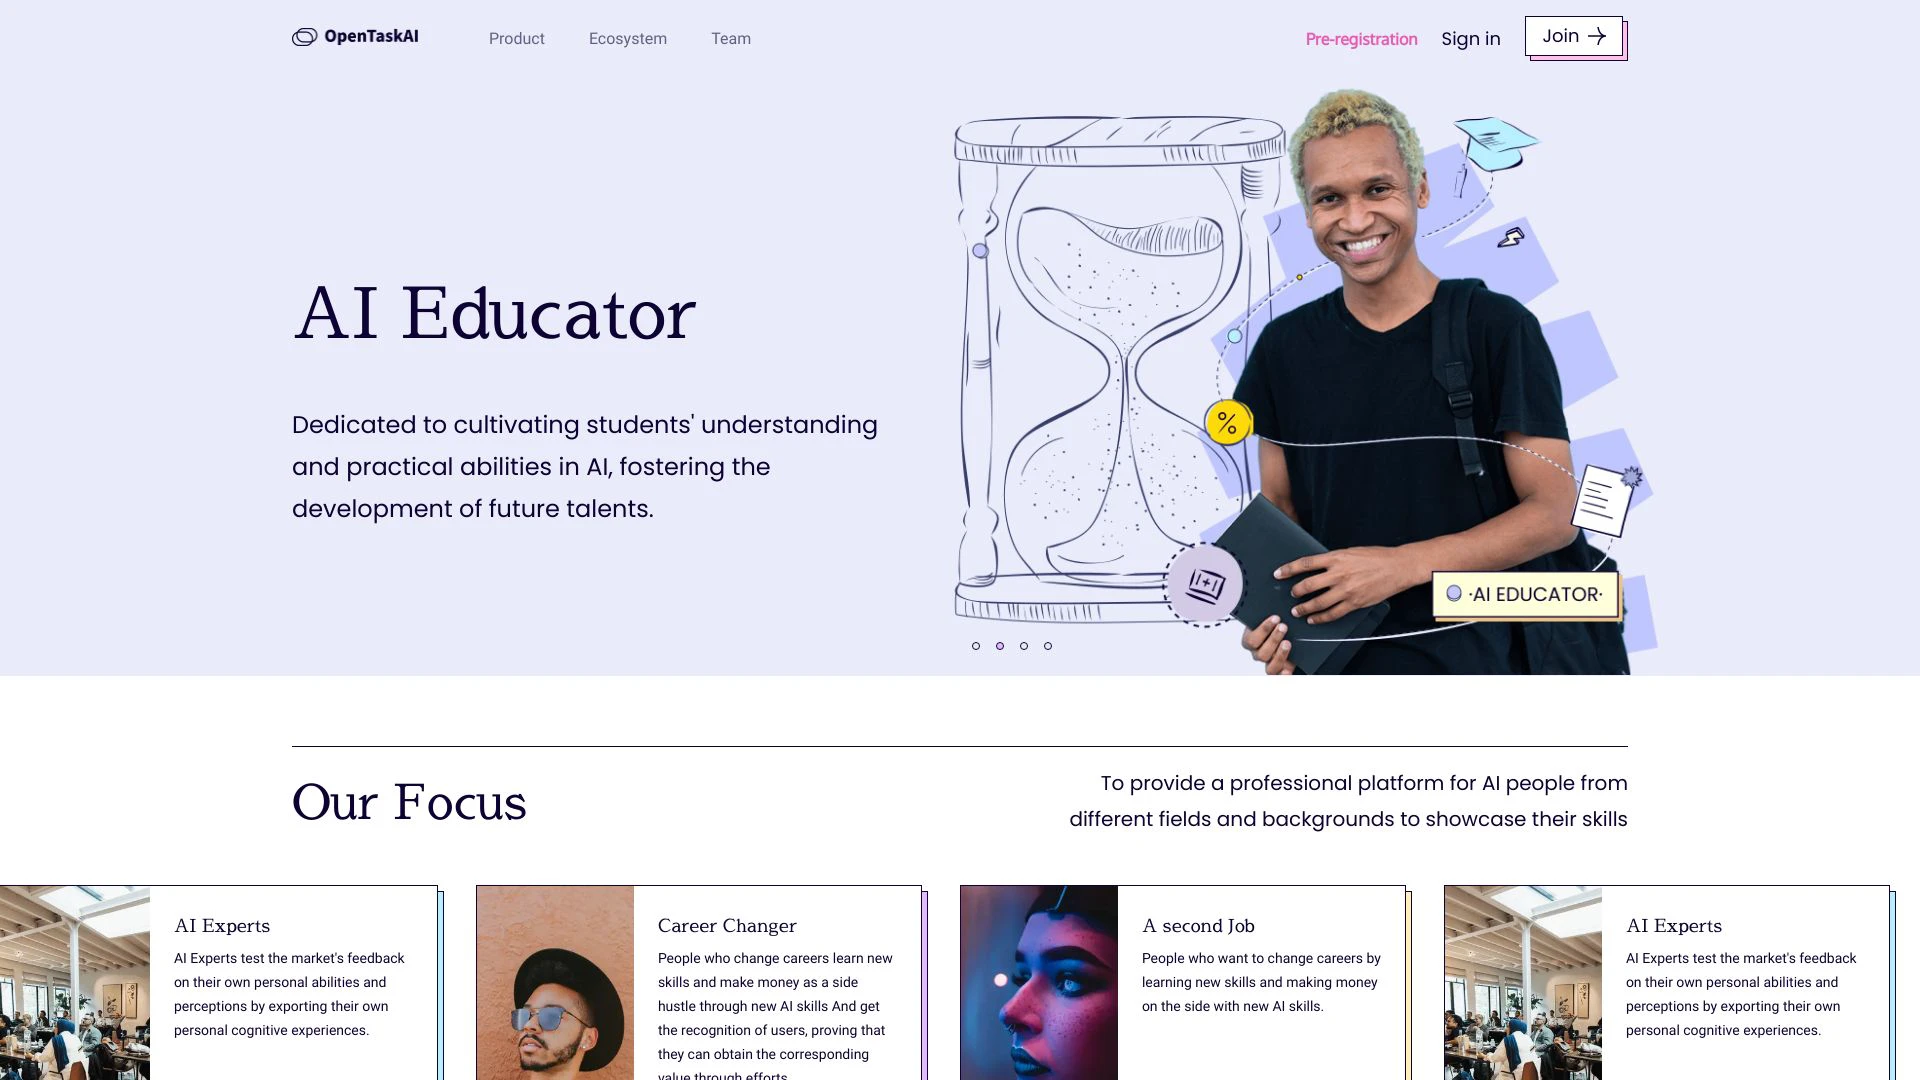 OpenTaskAI
Product
Ecosystem
Team
Pre-registration
Sign in
Join
AI Educator
Dedicated to cultivating students' understanding
and practical abilities in AI, fostering the
development of future talents.
%
1+1
·AI EDUCATOR·
Our Focus
To provide a professional platform for AI people from
different fields and backgrounds to showcase their skills
AI Experts
AI Experts test the market's feedback
on their own personal abilities and
perceptions by exporting their own
personal cognitive experiences.
Career Changer
People who change careers learn new
skills and make money as a side
hustle through new AI skills And get
the recognition of users, proving that
they can obtain the corresponding
value through efforts
A second Job
People who want to change careers by
learning new skills and making money
on the side with new AI skills.
AI Experts
AI Experts test the market's feedback
on their own personal abilities and
perceptions by exporting their own
personal cognitive experiences.